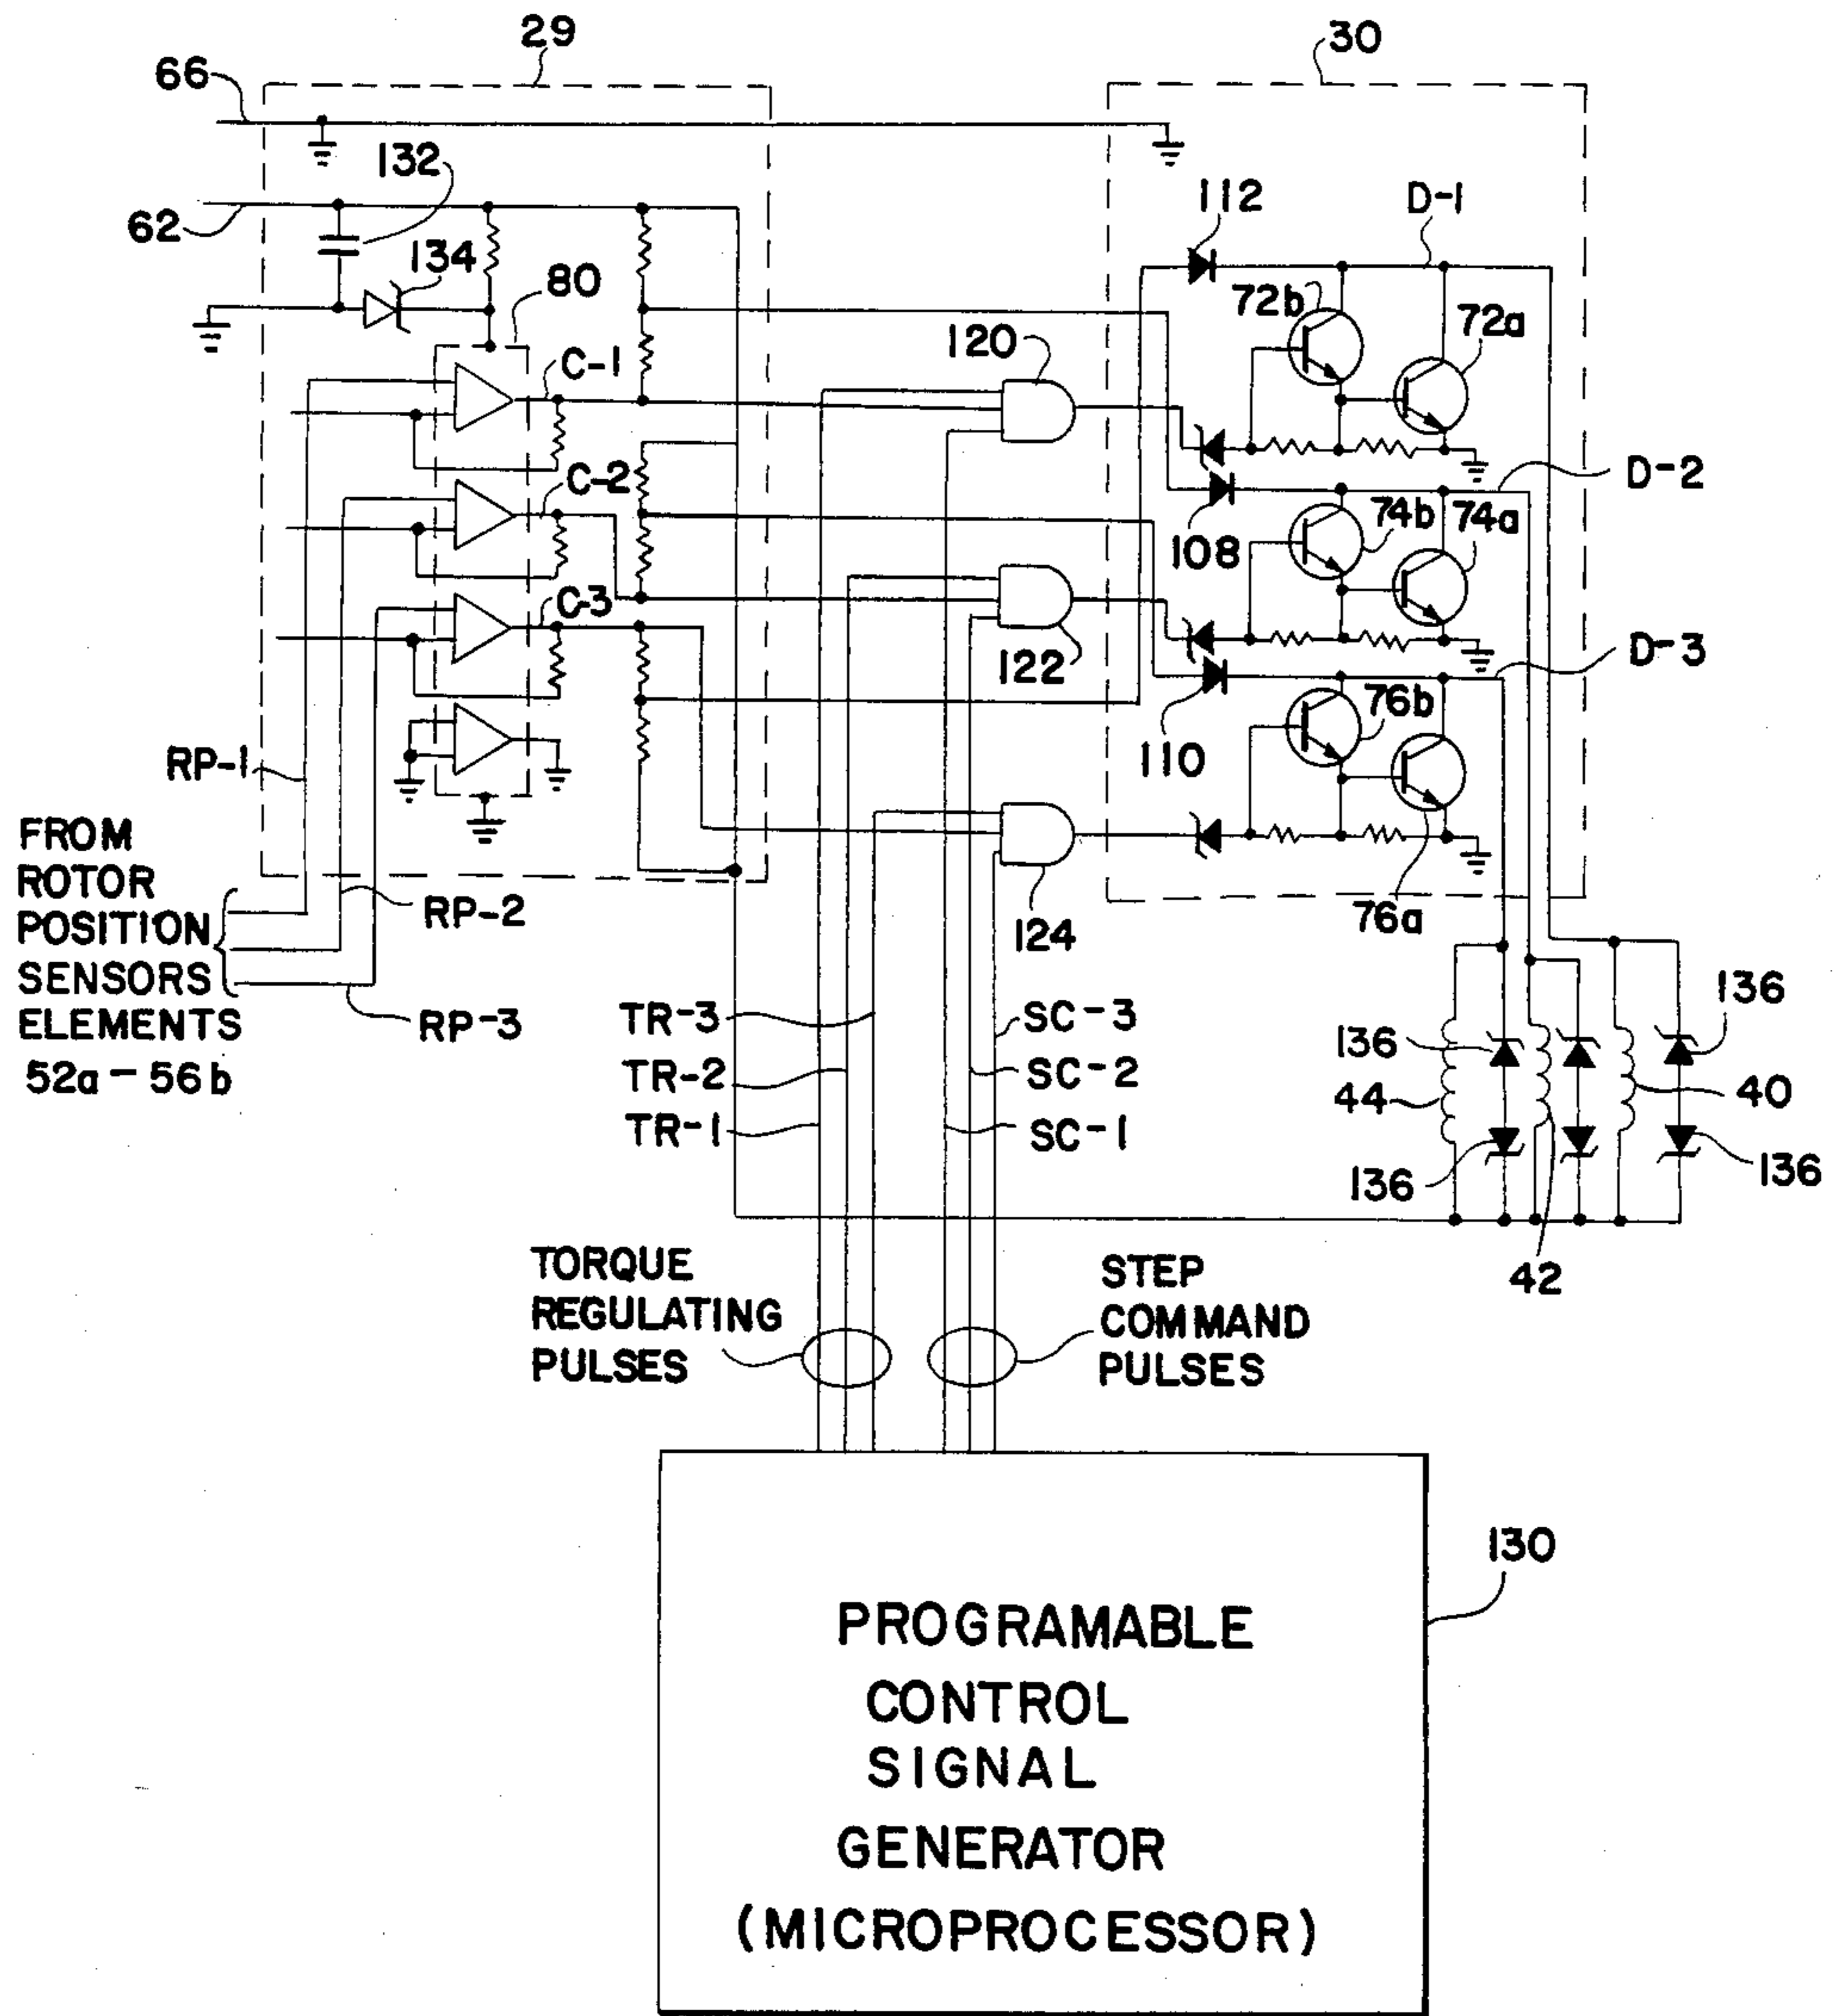 29
30
66
132
62
134
80
112
D-1
72b
72a
120
C-1
C-2
D-2
108
74b
74a
C-3
122
D-3
110
76b
RP-1
76a
FROM
ROTOR
POSITION
SENSORS
ELEMENTS
52a - 56b
RP-2
RP-3
124
TR-3
TR-2
TR-1
SC-3
SC-2
SC-1
136
136
44
40
136
136
42
TORQUE
REGULATING
PULSES
STEP
COMMAND
PULSES
130
PROGRAMABLE
CONTROL
SIGNAL
GENERATOR
(MICROPROCESSOR)